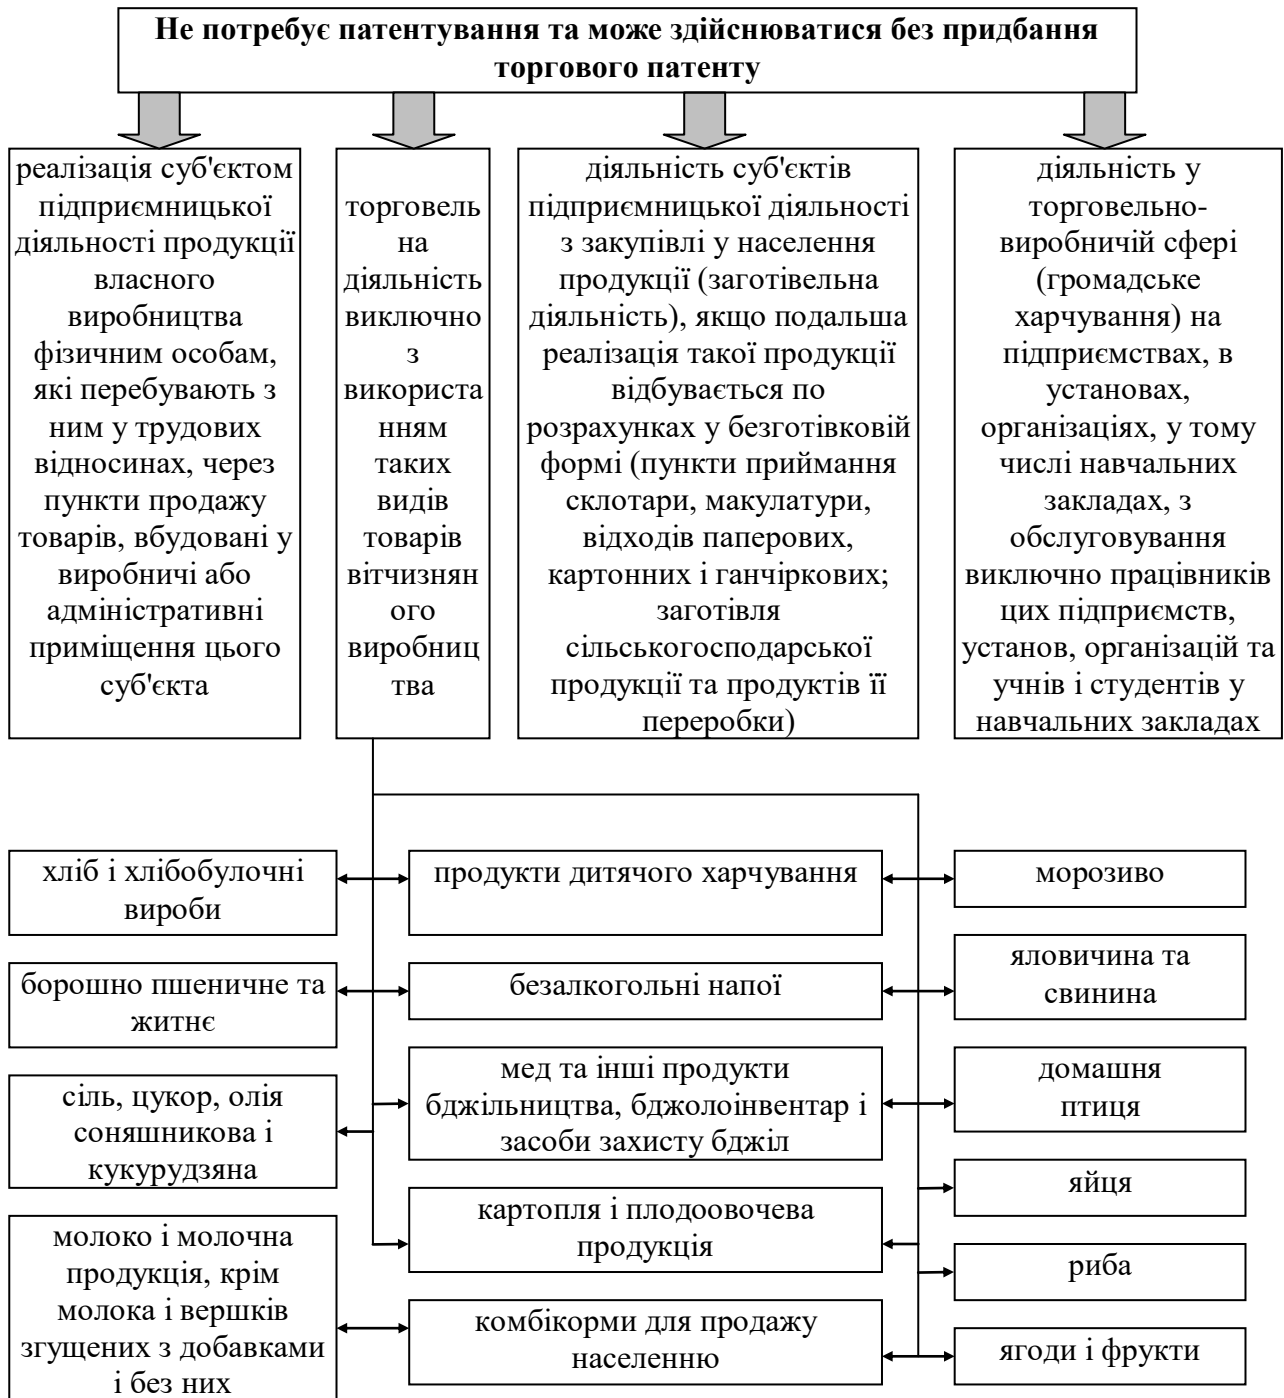 Не потребує патентування та може здійснюватися без придбання
торгового патенту
реалізація суб'єктом
підприємницької
діяльності продукції
власного
виробництва
фізичним особам,
які перебувають з
ним у трудових
відносинах, через
пункти продажу
товарів, вбудовані у
виробничі або
адміністративні
приміщення цього
суб'єкта
торговель
на
діяльність
виключно
з
використа
нням
таких
видів
товарів
вітчизнян
ого
виробниц
тва
діяльність суб'єктів
підприємницької діяльності
з закупівлі у населення
продукції (заготівельна
діяльність), якщо подальша
реалізація такої продукції
відбувається по
розрахунках у безготівковій
формі (пункти приймання
склотари, макулатури,
відходів паперових,
картонних і ганчіркових;
заготівля
сільськогосподарської
продукції та продуктів її
переробки)
діяльність у
торговельно-
виробничій сфері
(громадське
харчування) на
підприємствах, в
установах,
організаціях, у тому
числі навчальних
закладах, з
обслуговування
виключно працівників
цих підприємств,
установ, організацій та
учнів і студентів у
навчальних закладах
хліб і хлібобулочні
вироби
продукти дитячого харчування
морозиво
борошно пшеничне та
житнє
безалкогольні напої
яловичина та
свинина
сіль, цукор, олія
соняшникова і
кукурудзяна
мед та інші продукти
бджільництва, бджолоінвентар і
засоби захисту бджіл
домашня
птиця
яйця
картопля і плодоовочева
продукція
риба
молоко і молочна
продукція, крім
молока і вершків
згущених з добавками
і без них
комбікорми для продажу
населенню
ягоди і фрукти